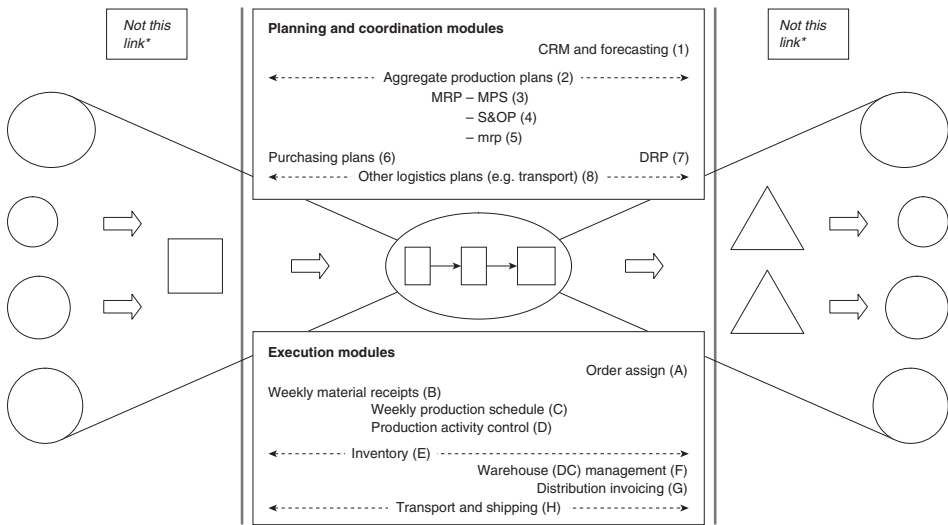 Not this
link*
Planning and coordination modules
CRM and forecasting (1)
Aggregate production plans (2)
MRP – MPS (3)
– S&OP (4)
– mrp (5)
Purchasing plans (6) DRP (7)
Other logistics plans (e.g. transport) (8)
Not this
link*
Execution modules
Order assign (A)
Weekly material receipts (B)
Weekly production schedule (C)
Production activity control (D)
Inventory (E)
Warehouse (DC) management (F)
Distribution invoicing (G)
Transport and shipping (H)